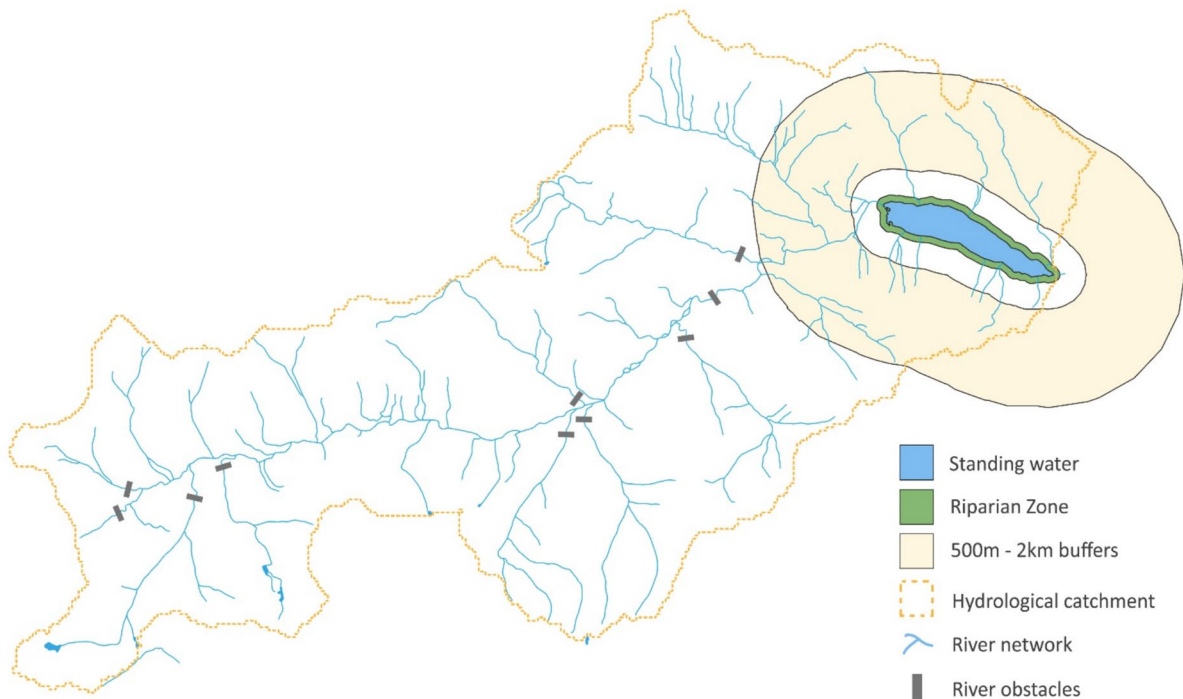 Standing water
Riparian Zone
500m - 2km buffers
Hydrological catchment
River network
River obstacles